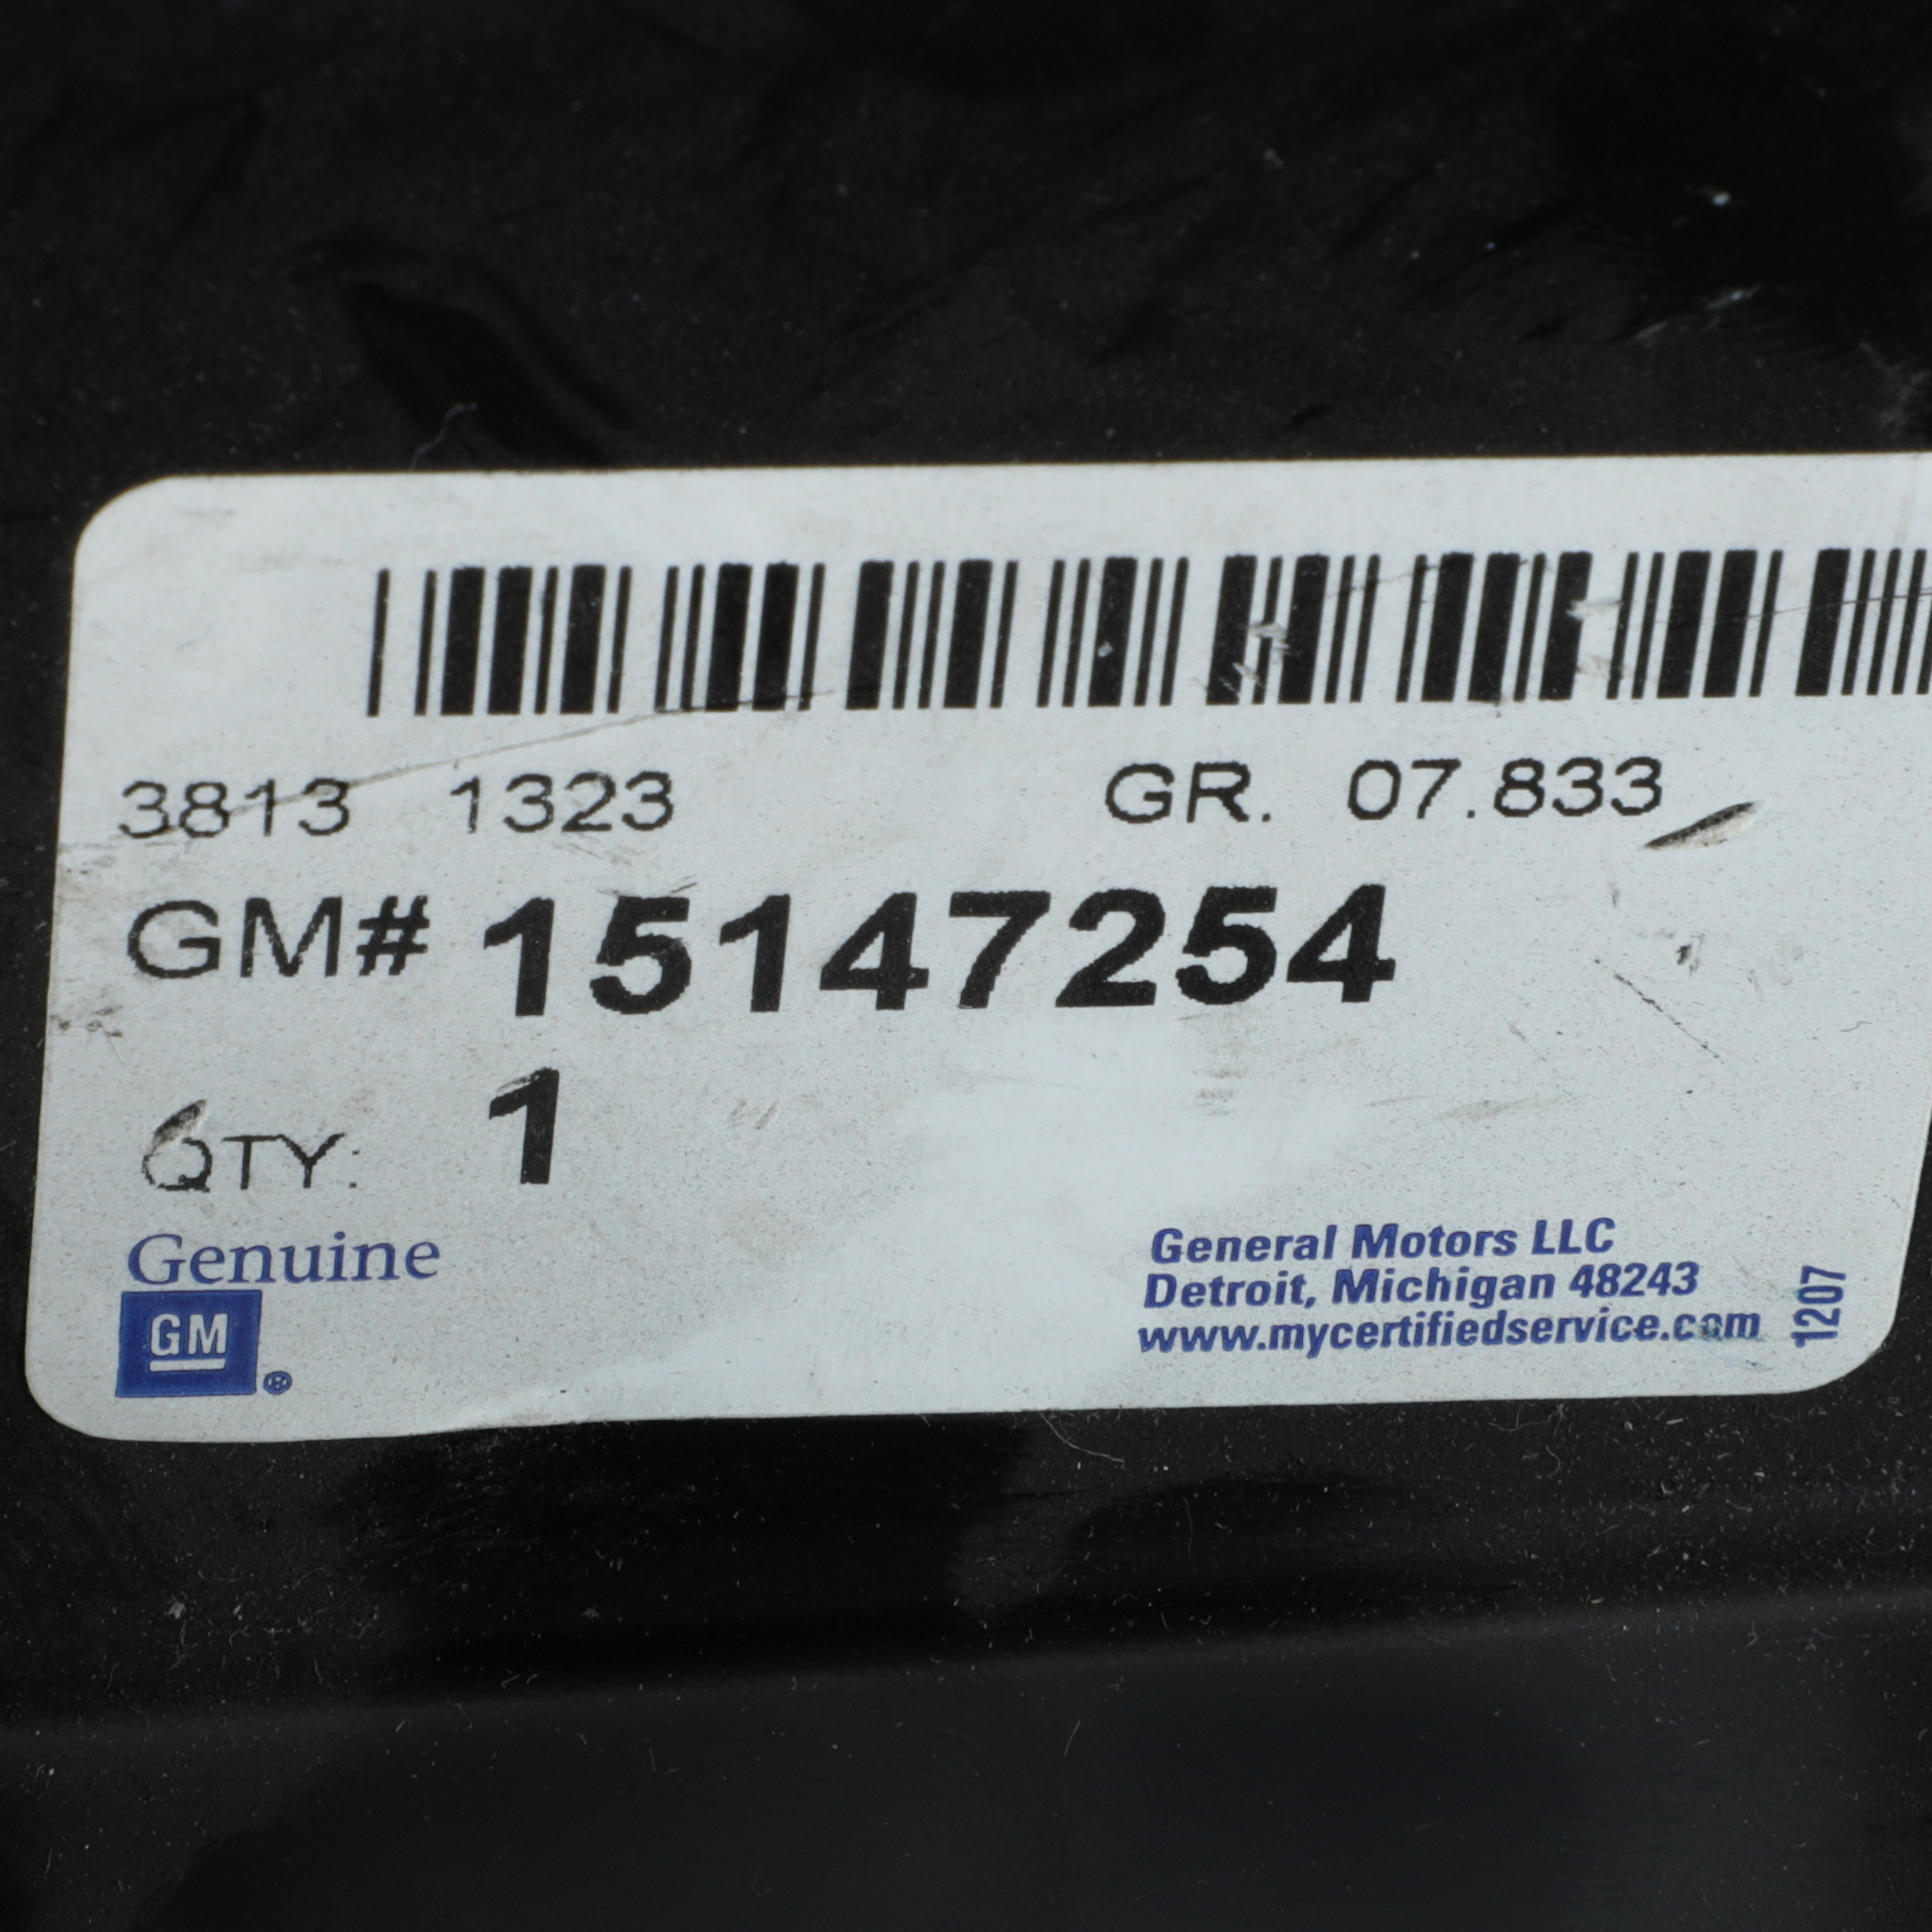 3813 1323 GR. 07.833
GM# 15147254
QTY: 1
Genuine
GM ®
General Motors LLC
Detroit, Michigan 48243
www.mycertifiedservice.com
1207